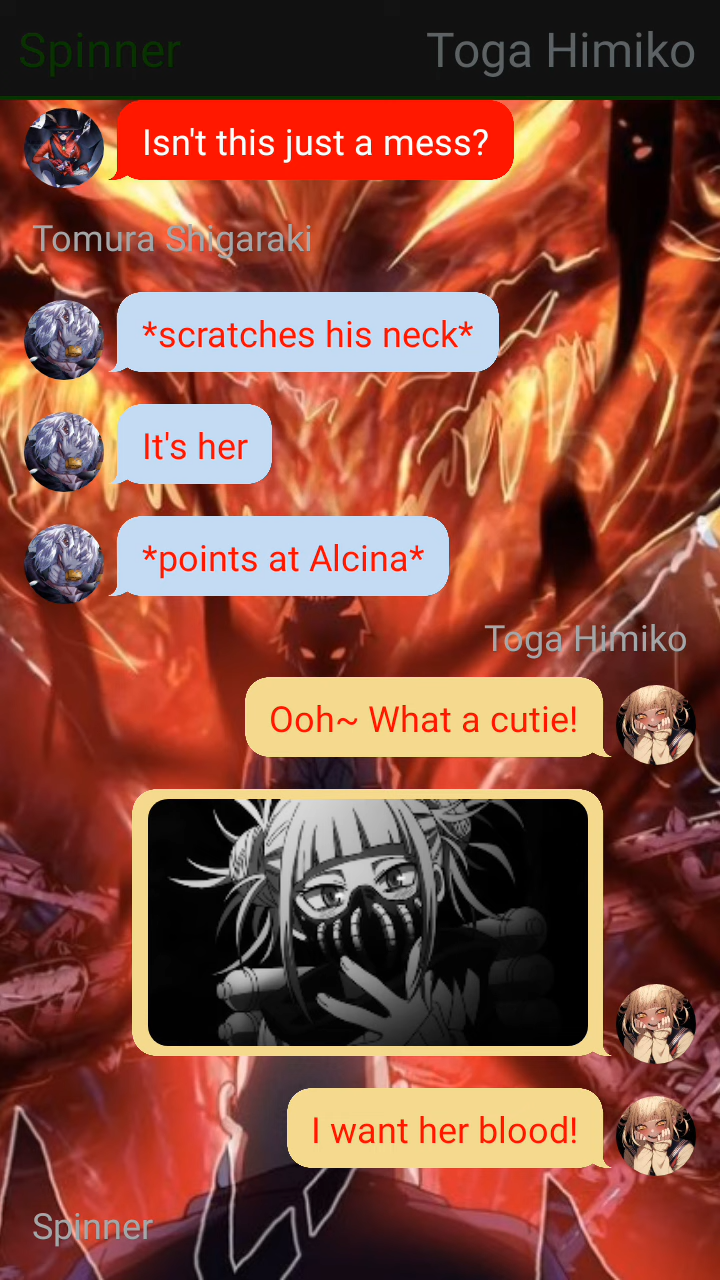 Spinner
Toga Himiko
Isn't this just a mess?
Tomura Shigaraki
*scratches his neck*
It's her
*points at Alcina*
Toga Himiko
Ooh~ What a cutie!
I want her blood!
Spinner